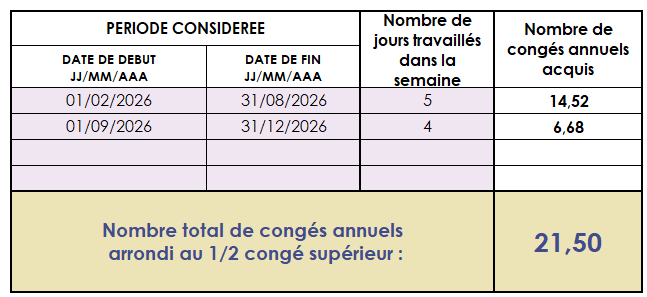 PERIODE CONSIDEREE
Nombre de
jours travaillés
dans la
semaine
Nombre de
congés annuels
acquis
DATE DE DEBUT
JJ/MM/AAA
DATE DE FIN
JJ/MM/AAA
01/02/2026 31/08/2026 5 14,52
01/09/2026 31/12/2026 4 6,68
Nombre total de congés annuels
arrondi au 1/2 congé supérieur :
21,50